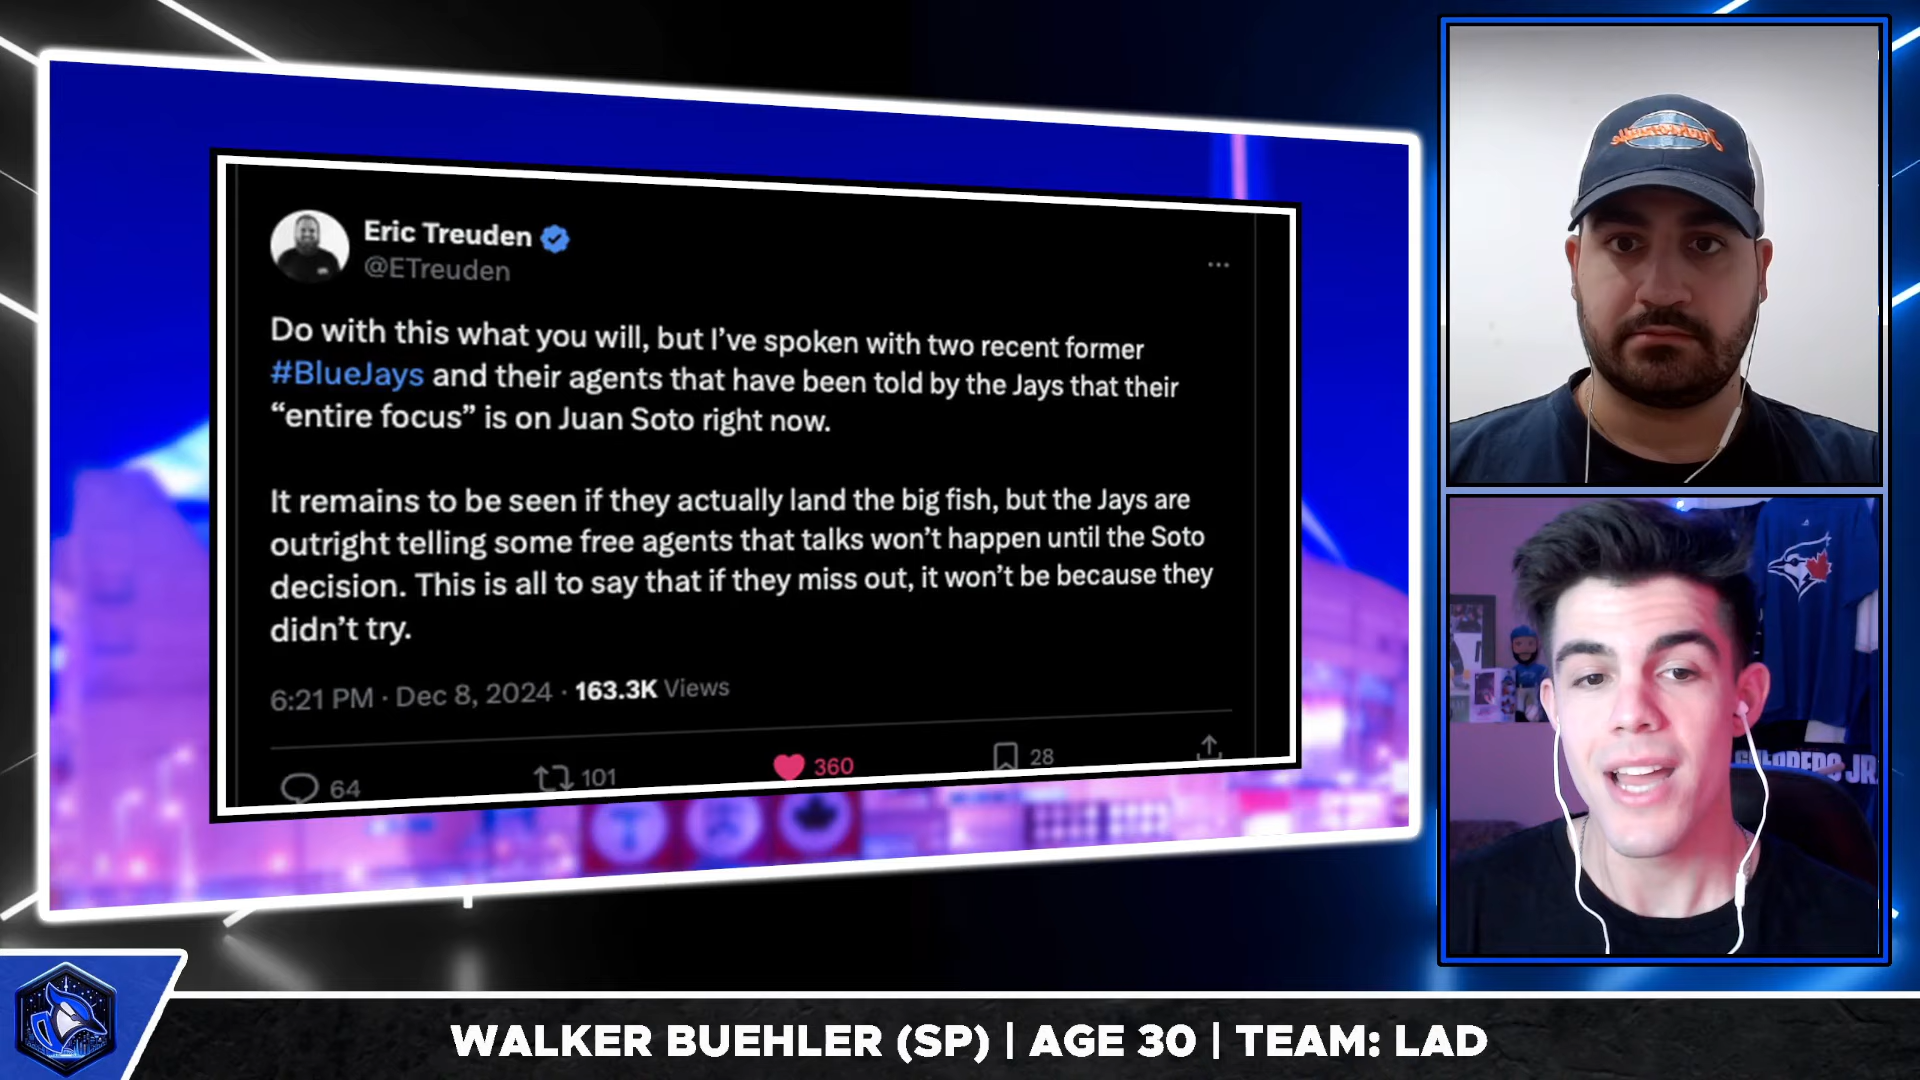 Eric Treuden
@ETreuden
Do with this what you will, but I've spoken with two recent former
#BlueJays and their agents that have been told by the Jays that their
“entire focus” is on Juan Soto right now.
It remains to be seen if they actually land the big fish, but the Jays are
outright telling some free agents that talks won't happen until the Soto
decision. This is all to say that if they miss out, it won't be because they
didn't try.
6:21 PM · Dec 8, 2024 · 163.3K Views
64
101
360
28
WALKER BUEHLER (SP) | AGE 30 | TEAM: LAD